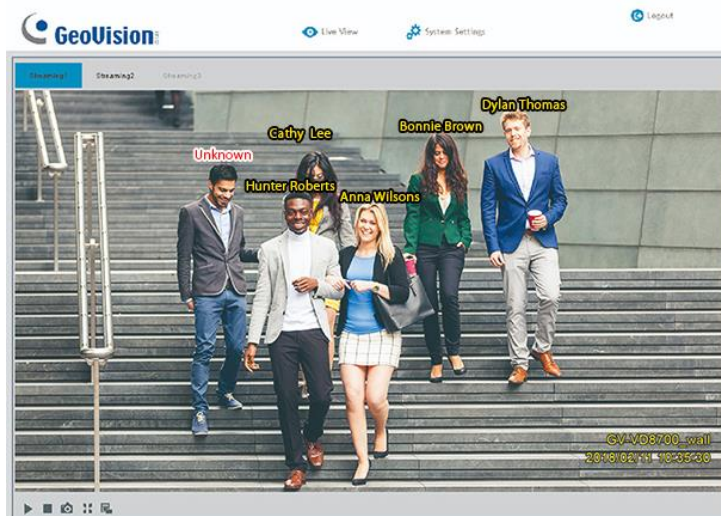 GeoVision
Live View
System Settings
Logout
Streaming1
Streaming2
Streaming3
Dylan Thomas
Cathy Lee
Bonnie Brown
Unknown
Hunter Roberts
Anna Wilsons
GV-VD8700_wall
2018/02/11 10:35:30